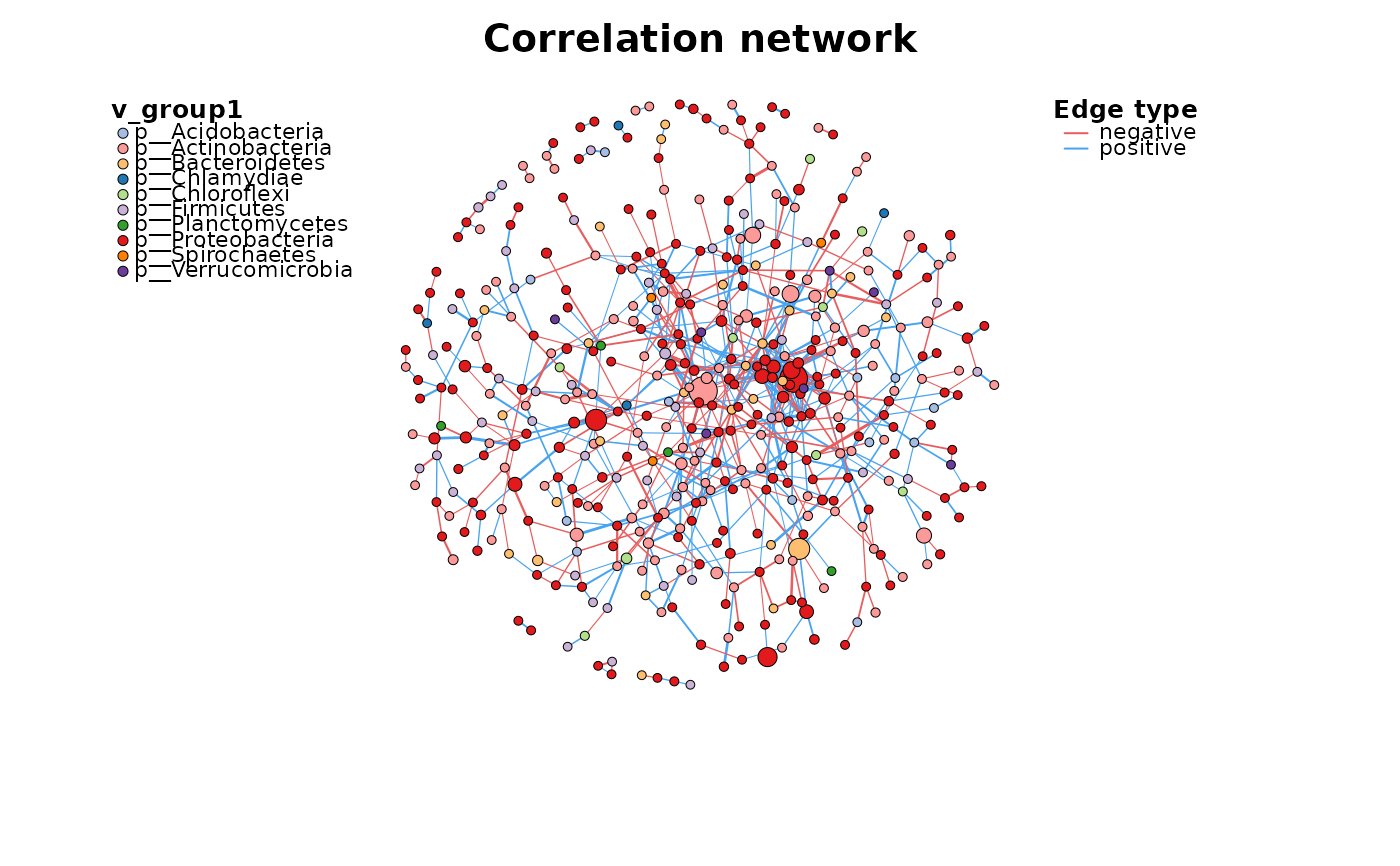 Correlation network
v_group1
p__Acidobacteria
p__Actinobacteria
p__Bacteroidetes
p__Chlamydiae
p__Chloroflexi
p__Firmicutes
p__Planctomycetes
p__Proteobacteria
p__Spirochaetes
p__Verrucomicrobia
Edge type
negative
positive